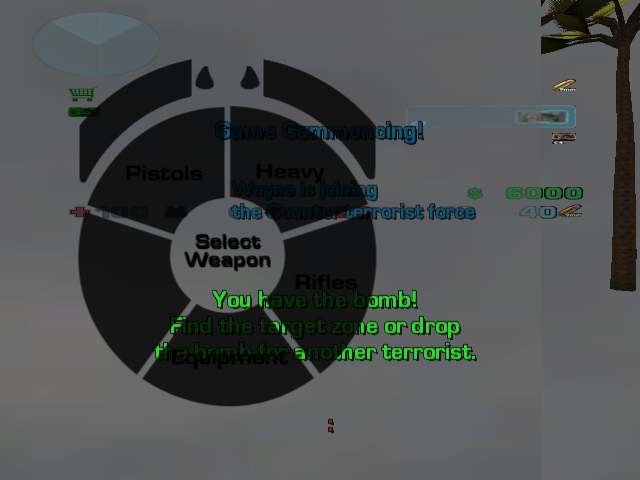 Game Commencing!
Pistols
Heavy
Wayne is joining
the Counter-terrorist force
$ 6000
100
40
Select
Weapon
Rifles
You have the bomb!
Find the target zone or drop
the bomb for another terrorist.
Equipment
: